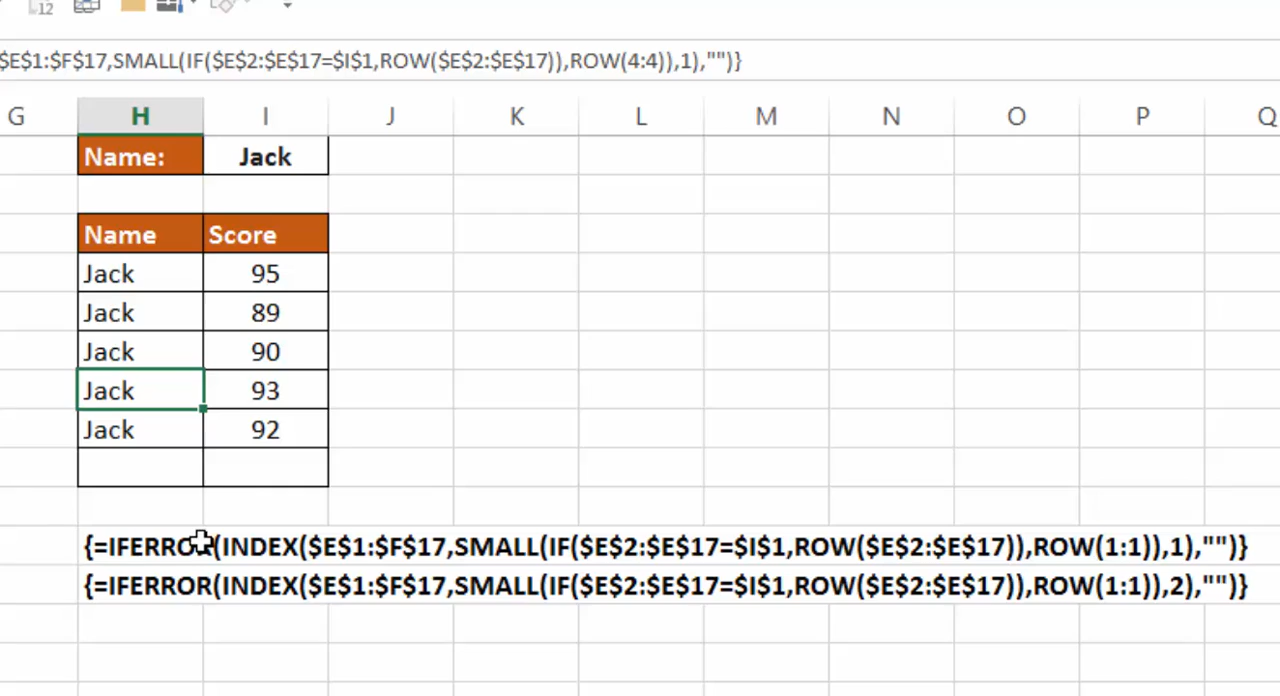 12
$E$1:$F$17,SMALL(IF($E$2:$E$17=$I$1,ROW($E$2:$E$17)),ROW(4:4)),1),"")}
G H I J K L M N O P Q
Name: Jack
Name Score
Jack 95
Jack 89
Jack 90
Jack 93
Jack 92
{=IFERROR(INDEX($E$1:$F$17,SMALL(IF($E$2:$E$17=$I$1,ROW($E$2:$E$17)),ROW(1:1)),1),"")}
{=IFERROR(INDEX($E$1:$F$17,SMALL(IF($E$2:$E$17=$I$1,ROW($E$2:$E$17)),ROW(1:1)),2),"")}